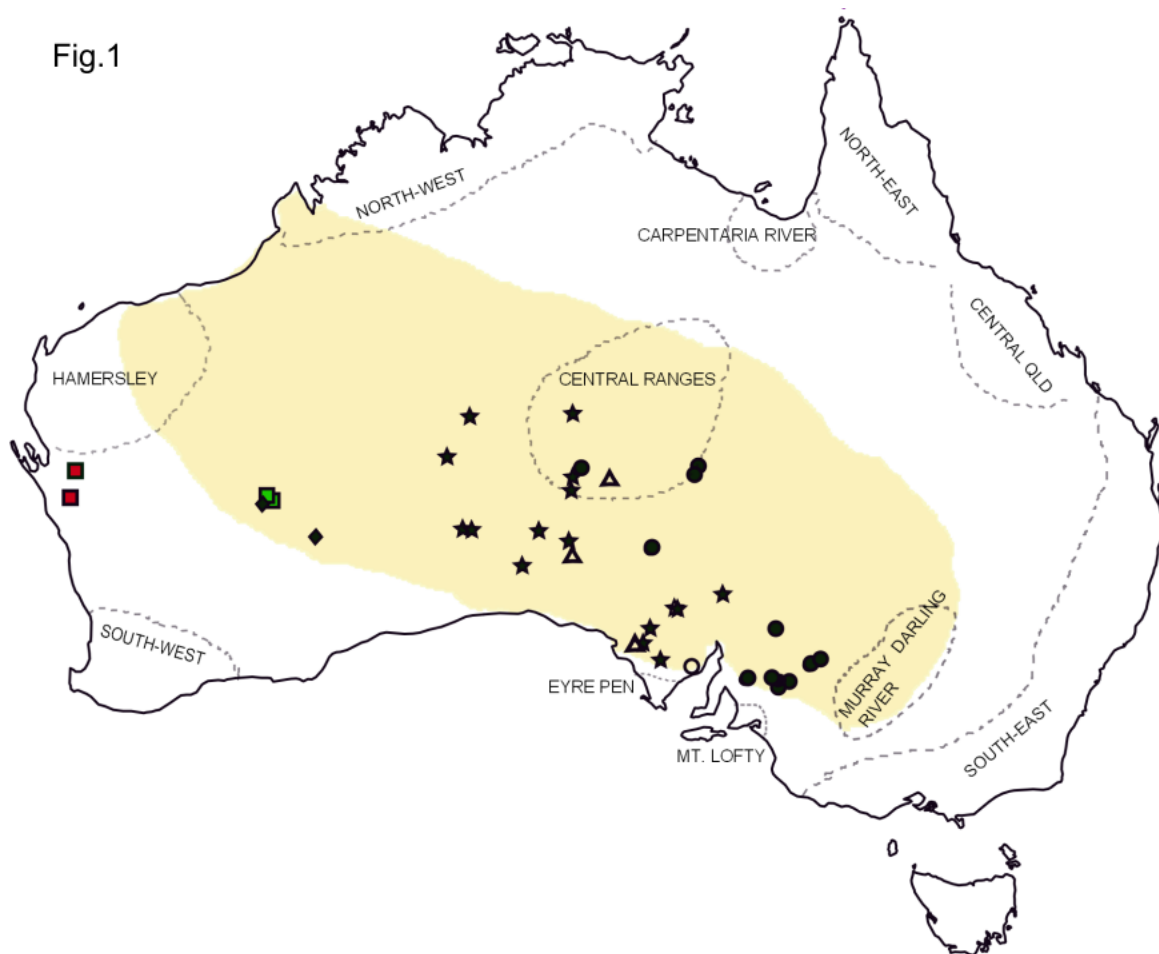 Fig.1
NORTH-WEST
NORTH-EAST
CARPENTARIA RIVER
CENTRAL QLD
HAMERSLEY
CENTRAL RANGES
SOUTH-WEST
EYRE PEN
MURRAY DARLING
RIVER
MT. LOFTY
SOUTH-EAST